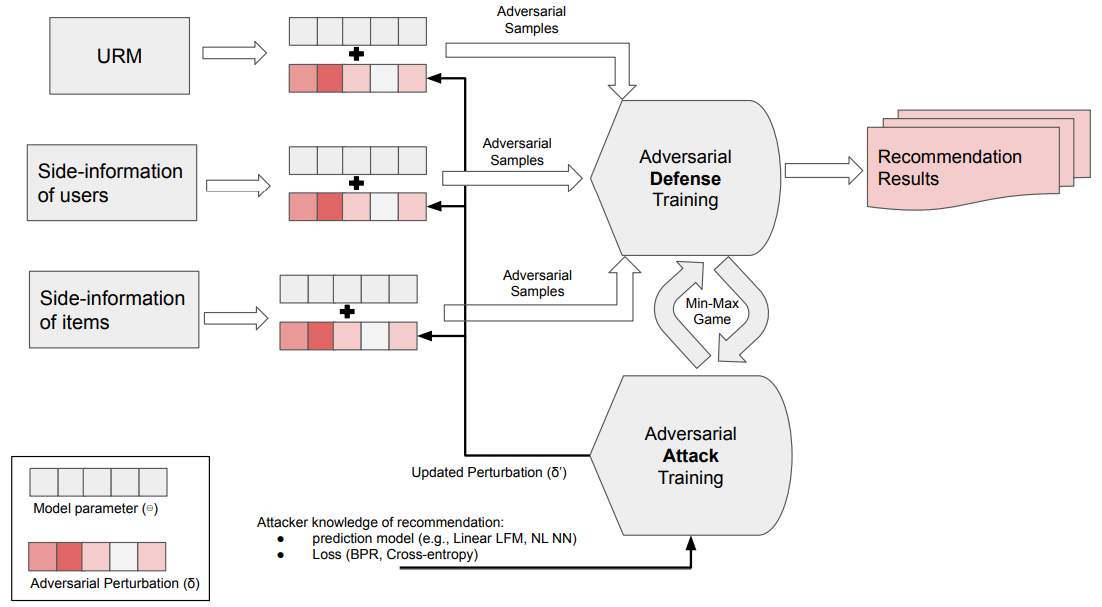 Adversarial
Samples
URM
Adversarial
Samples
Side-information
of users
Adversarial
Defense
Training
Recommendation
Results
Adversarial
Samples
Side-information
of items
Min-Max
Game
Adversarial
Attack
Training
Updated Perturbation (δ’)
Model parameter (⊖)
Attacker knowledge of recommendation:
● prediction model (e.g., Linear LFM, NL NN)
● Loss (BPR, Cross-entropy)
Adversarial Perturbation (δ)